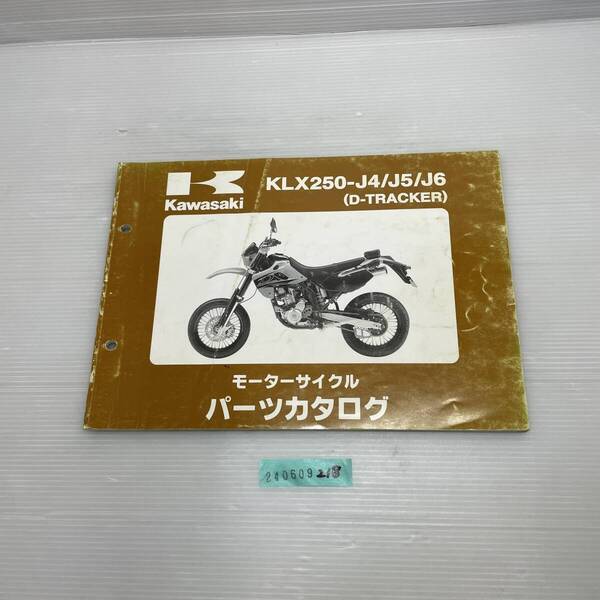 Kawasaki
KLX250-J4/J5/J6
(D-TRACKER)
モーターサイクル
パーツカタログ
240609218